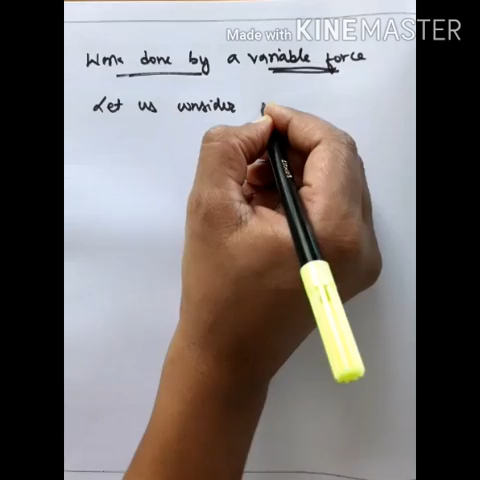 Made with KINEMASTER
Work done by a variable force
Let us consider